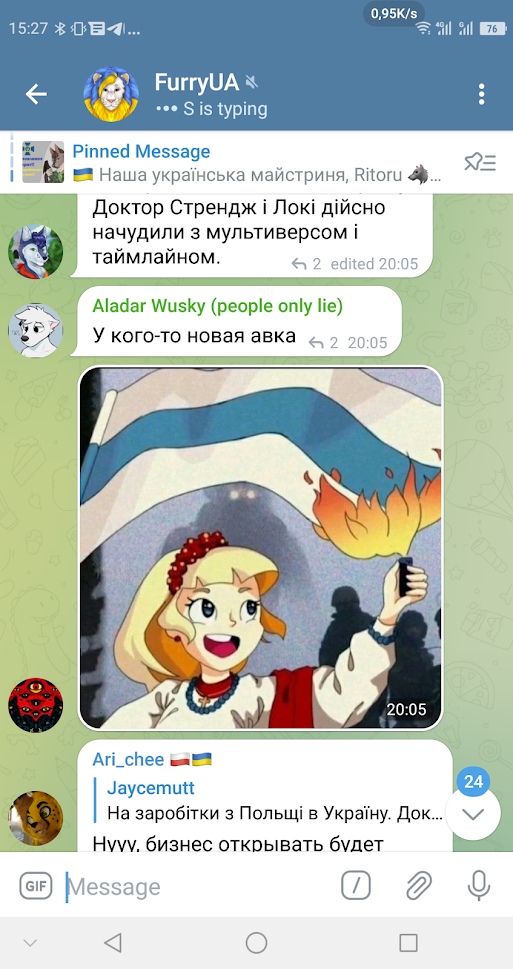 0,95K/s
15:27
76
FurryUA
S is typing
Pinned Message
🇺🇦 Наша українська майстриня, Ritoru 🐺...
Доктор Стрендж і Локі дійсно
начудили з мультиверсом і
таймлайном.
2 edited 20:05
Aladar Wusky (people only lie)
У кого-то новая авка
2 20:05
20:05
Ari_chee 🇵🇱🇺🇦
Jaycemutt
На заробітки з Польщі в Україну. Док...
Нууу, бизнес открывать будет
24
GIF
Message